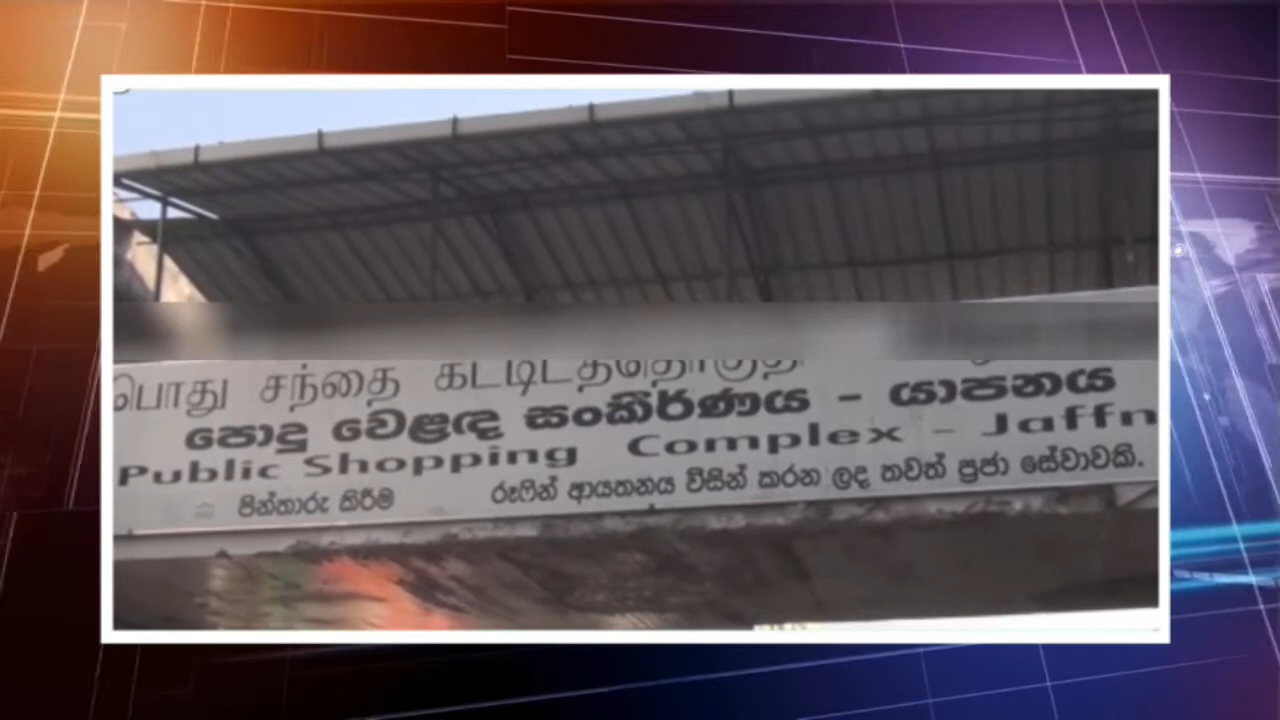 பொது சந்தை கட்டிடத்தொகுதி
පොදු වෙළඳ සංකීර්ණය - යාපනය
Public Shopping Complex - Jaffn
පින්තාරු කිරීම රූෆින් ආයතනය විසින් කරන ලද තවත් ප්‍රජා සේවාවකි.